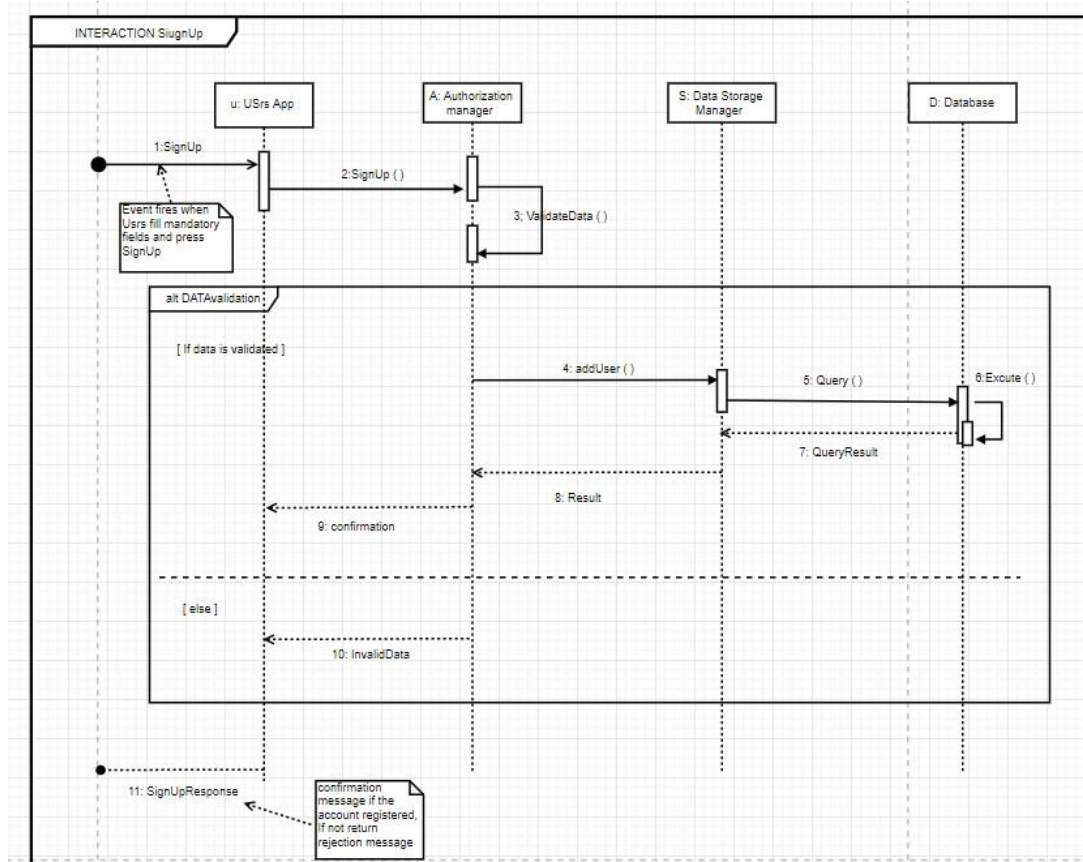 INTERACTION SiugnUp
u: USrs App
A: Authorization
manager
S: Data Storage
Manager
D: Database
1:SignUp
2:SignUp ( )
Event fires when
Usrs fill mandatory
fields and press
SignUp
3; ValidateData ( )
alt DATAvalidation
[ If data is validated ]
4: addUser ( )
5: Query ( )
6:Excute ( )
7: QueryResult
8: Result
9: confirmation
[ else ]
10: InvalidData
11: SignUpResponse
confirmation
message if the
account registered,
If not return
rejection message